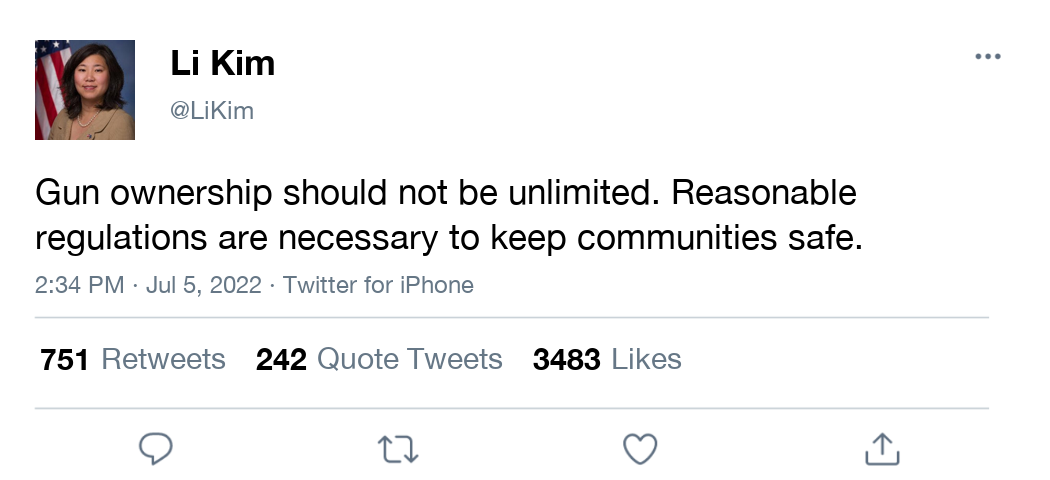 Li Kim
@LiKim
Gun ownership should not be unlimited. Reasonable
regulations are necessary to keep communities safe.
2:34 PM · Jul 5, 2022 · Twitter for iPhone
751 Retweets 242 Quote Tweets 3483 Likes